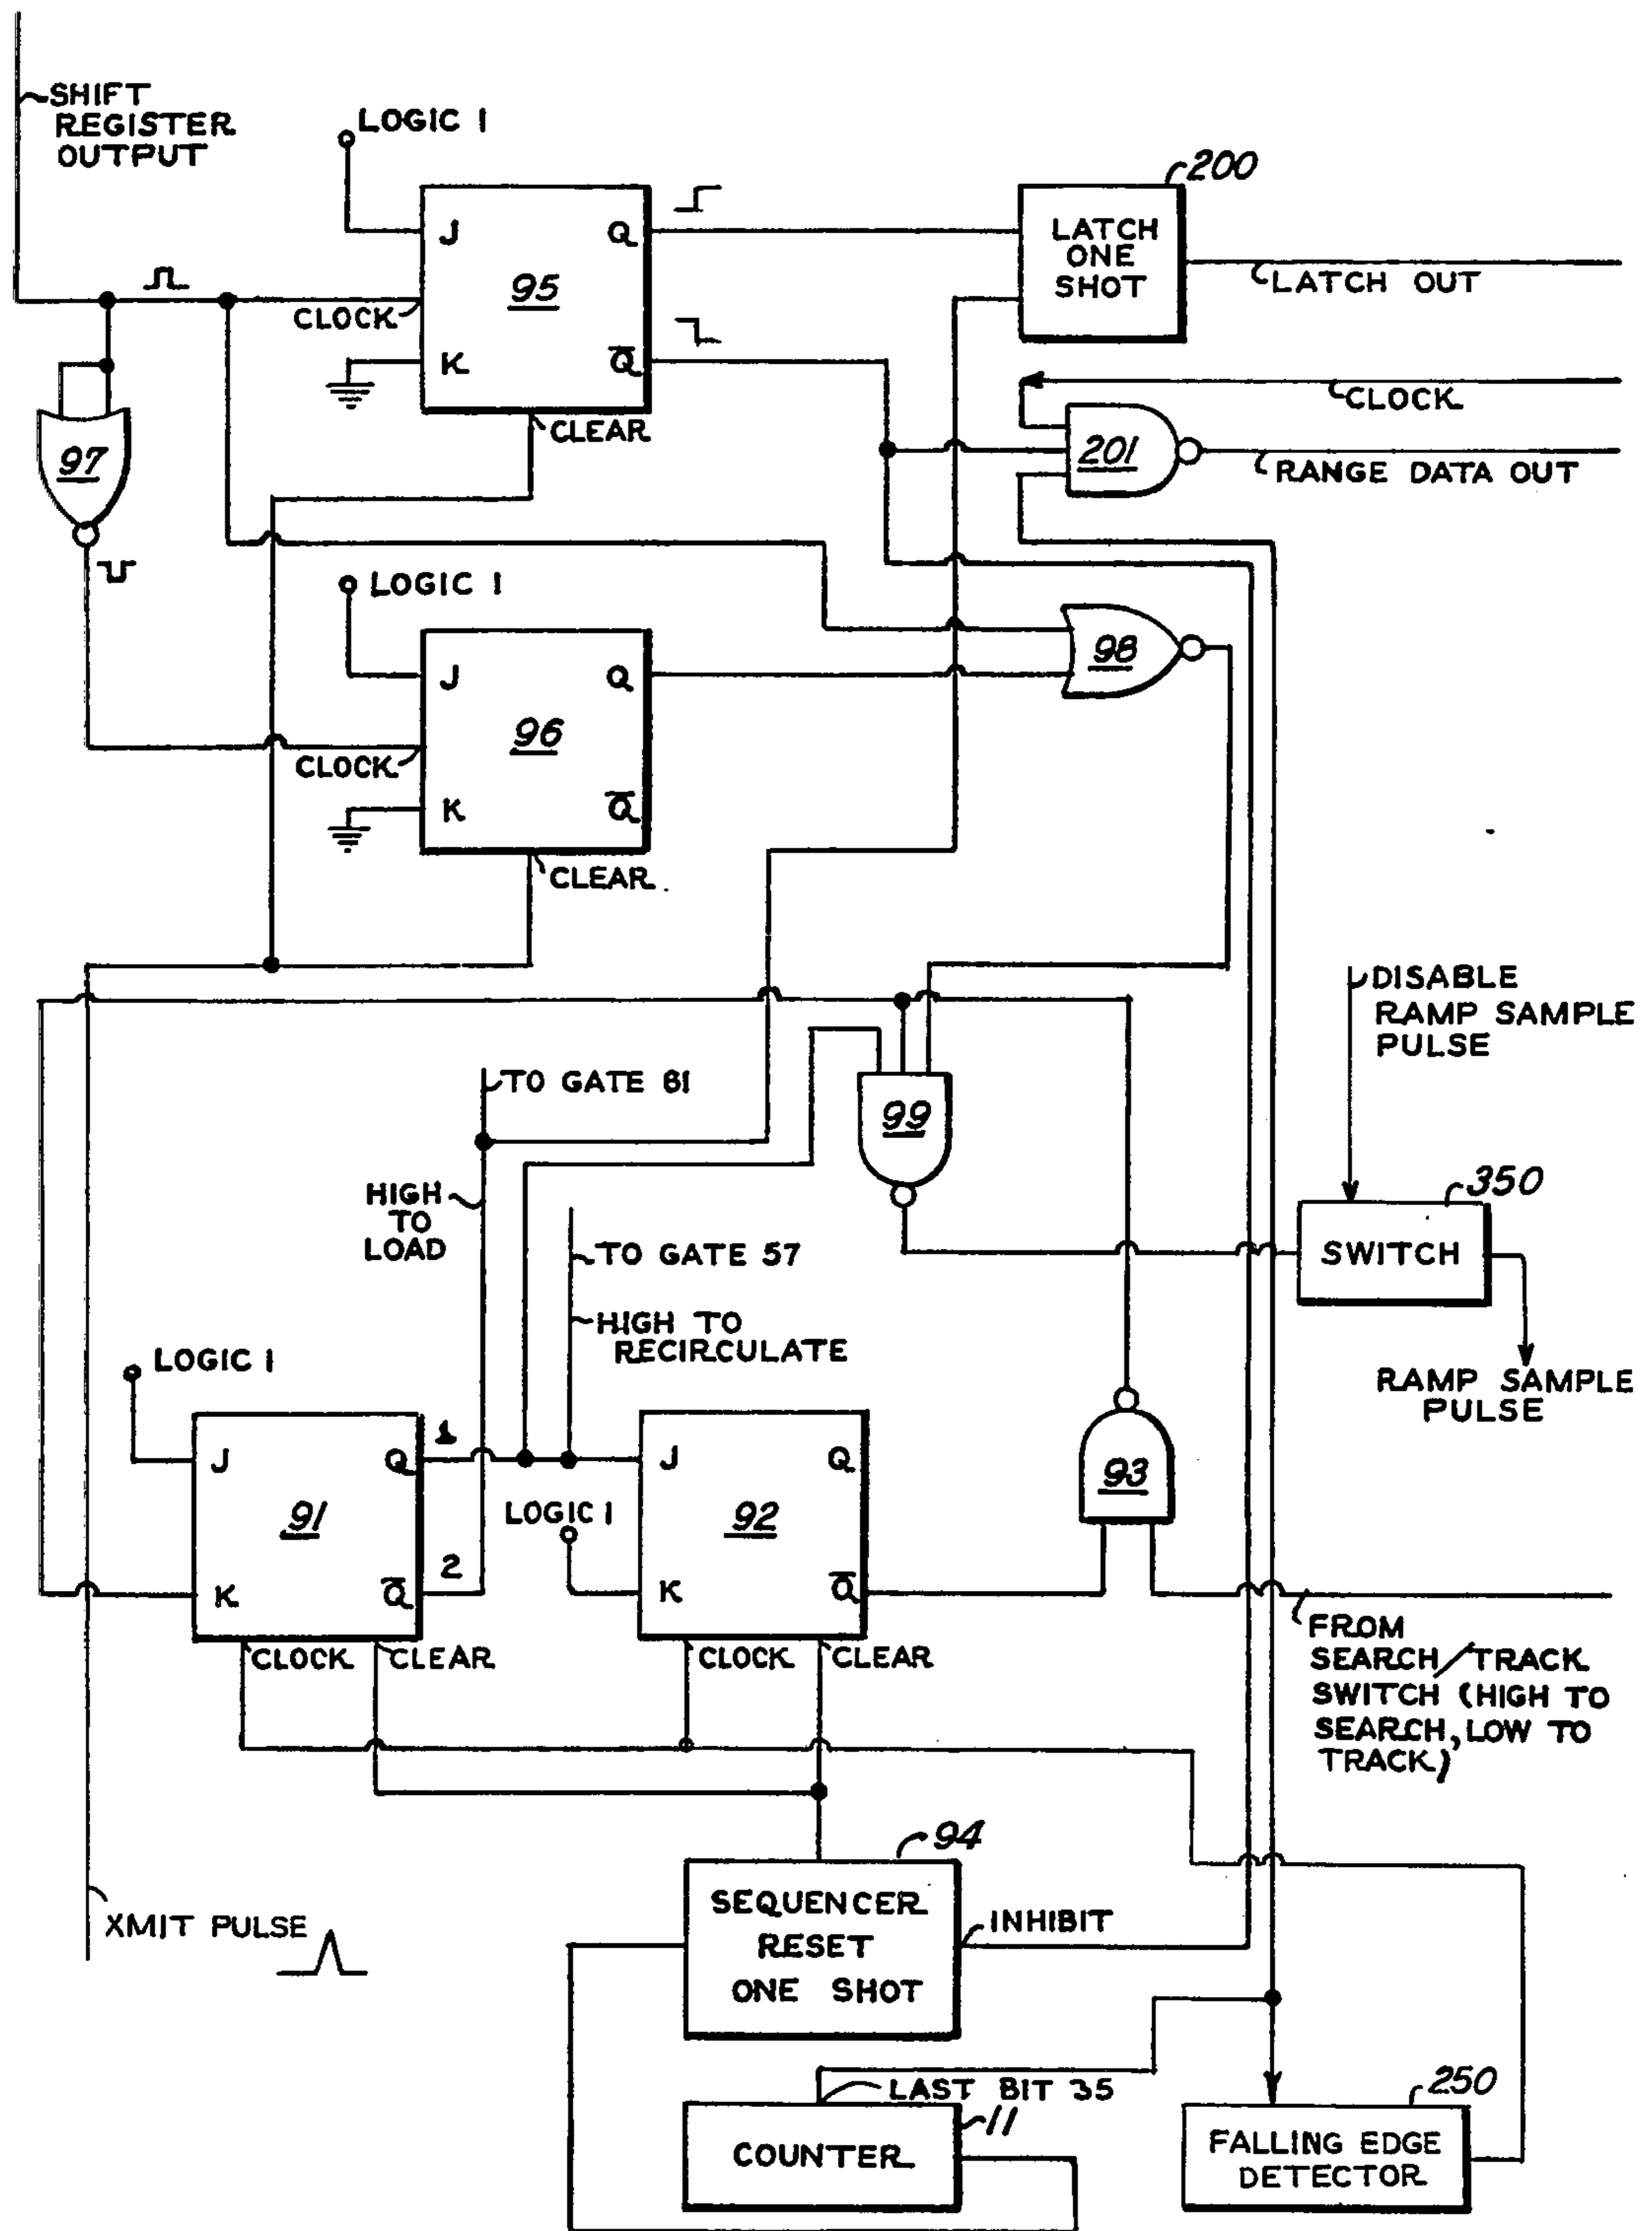 SHIFT
REGISTER
OUTPUT
LOGIC 1
J
Q
95
CLOCK
K
Q̅
CLEAR
200
LATCH
ONE
SHOT
LATCH OUT
CLOCK
201
RANGE DATA OUT
97
LOGIC 1
J
Q
96
CLOCK
K
Q̅
CLEAR
98
DISABLE
RAMP SAMPLE
PULSE
TO GATE 61
99
HIGH
TO
LOAD
TO GATE 57
350
SWITCH
HIGH TO
RECIRCULATE
RAMP SAMPLE
PULSE
LOGIC 1
1
J
Q
91
2
K
Q̅
CLOCK
CLEAR
LOGIC 1
J
Q
92
K
Q̅
CLOCK
CLEAR
93
FROM
SEARCH/TRACK
SWITCH (HIGH TO
SEARCH, LOW TO
TRACK)
94
SEQUENCER
RESET
ONE SHOT
INHIBIT
XMIT PULSE
LAST BIT 35
11
COUNTER
250
FALLING EDGE
DETECTOR